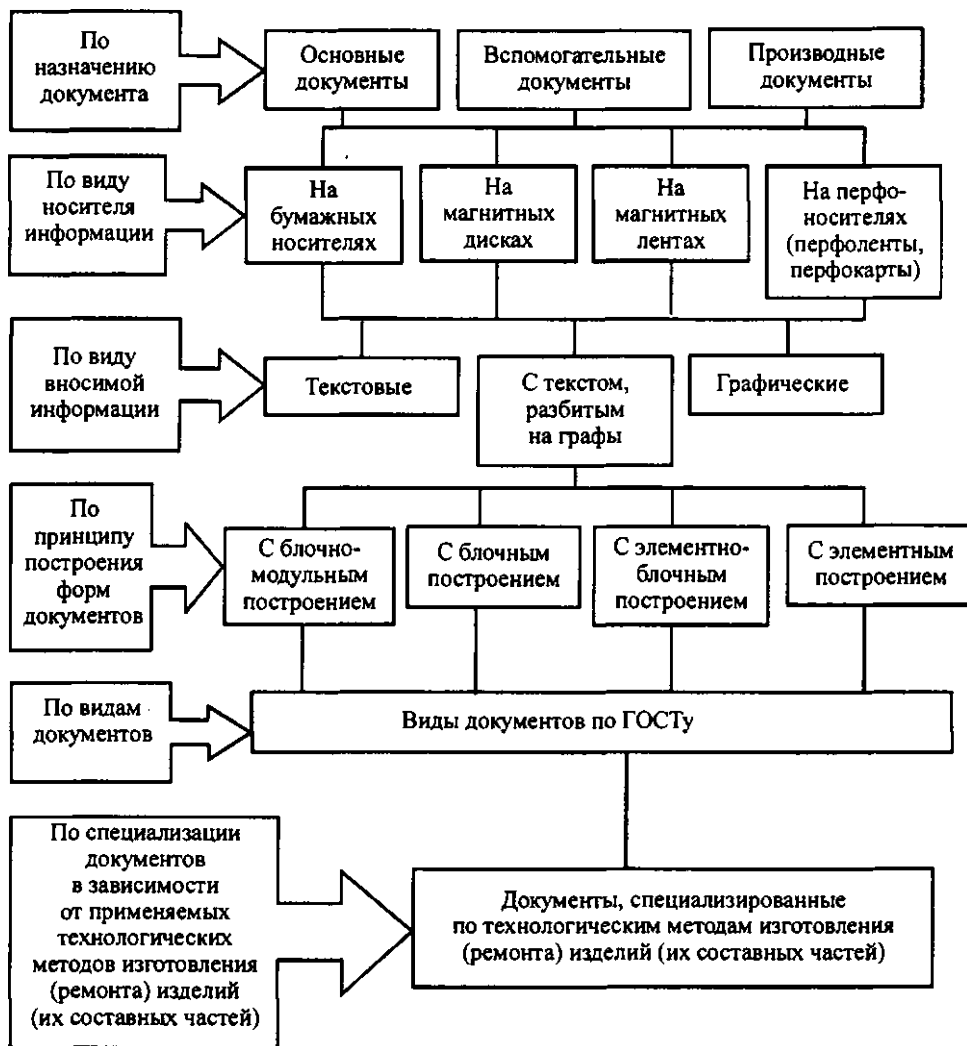 По
назначению
документа
Основные
документы
Вспомогательные
документы
Производные
документы
По виду
носителя
информации
На
бумажных
носителях
На
магнитных
дисках
На
магнитных
лентах
На перфо-
носителях
(перфоленты,
перфокарты)
По виду
вносимой
информации
Текстовые
С текстом,
разбитым
на графы
Графические
По
принципу
построения
форм
документов
С блочно-
модульным
построением
С блочным
построением
С элементно-
блочным
построением
С элементным
построением
По видам
документов
Виды документов по ГОСТу
По специализации
документов
в зависимости
от применяемых
технологических
методов изготовления
(ремонта) изделий
(их составных частей)
Документы, специализированные
по технологическим методам изготовления
(ремонта) изделий (их составных частей)